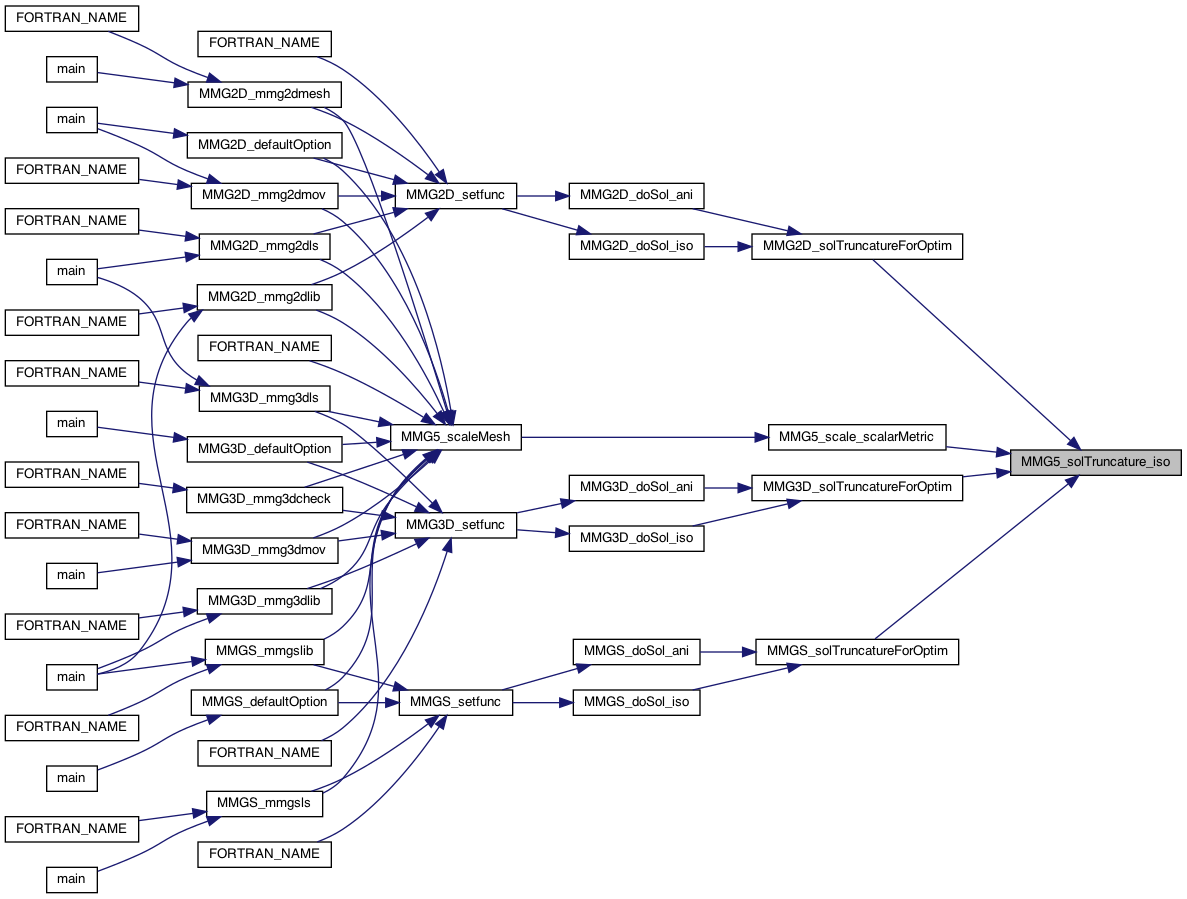 FORTRAN_NAME
main
main
FORTRAN_NAME
FORTRAN_NAME
main
FORTRAN_NAME
FORTRAN_NAME
main
FORTRAN_NAME
FORTRAN_NAME
main
FORTRAN_NAME
main
FORTRAN_NAME
main
FORTRAN_NAME
main
FORTRAN_NAME
MMG2D_mmg2dmesh
MMG2D_defaultOption
MMG2D_mmg2dmov
MMG2D_mmg2dls
MMG2D_mmg2dlib
FORTRAN_NAME
MMG3D_mmg3dls
MMG3D_defaultOption
MMG3D_mmg3dcheck
MMG3D_mmg3dmov
MMG3D_mmg3dlib
MMGS_mmgslib
MMGS_defaultOption
FORTRAN_NAME
MMGS_mmgsls
FORTRAN_NAME
MMG2D_setfunc
MMG5_scaleMesh
MMG3D_setfunc
MMGS_setfunc
MMG2D_doSol_ani
MMG2D_doSol_iso
MMG3D_doSol_ani
MMG3D_doSol_iso
MMGS_doSol_ani
MMGS_doSol_iso
MMG2D_solTruncatureForOptim
MMG5_scale_scalarMetric
MMG3D_solTruncatureForOptim
MMGS_solTruncatureForOptim
MMG5_solTruncature_iso